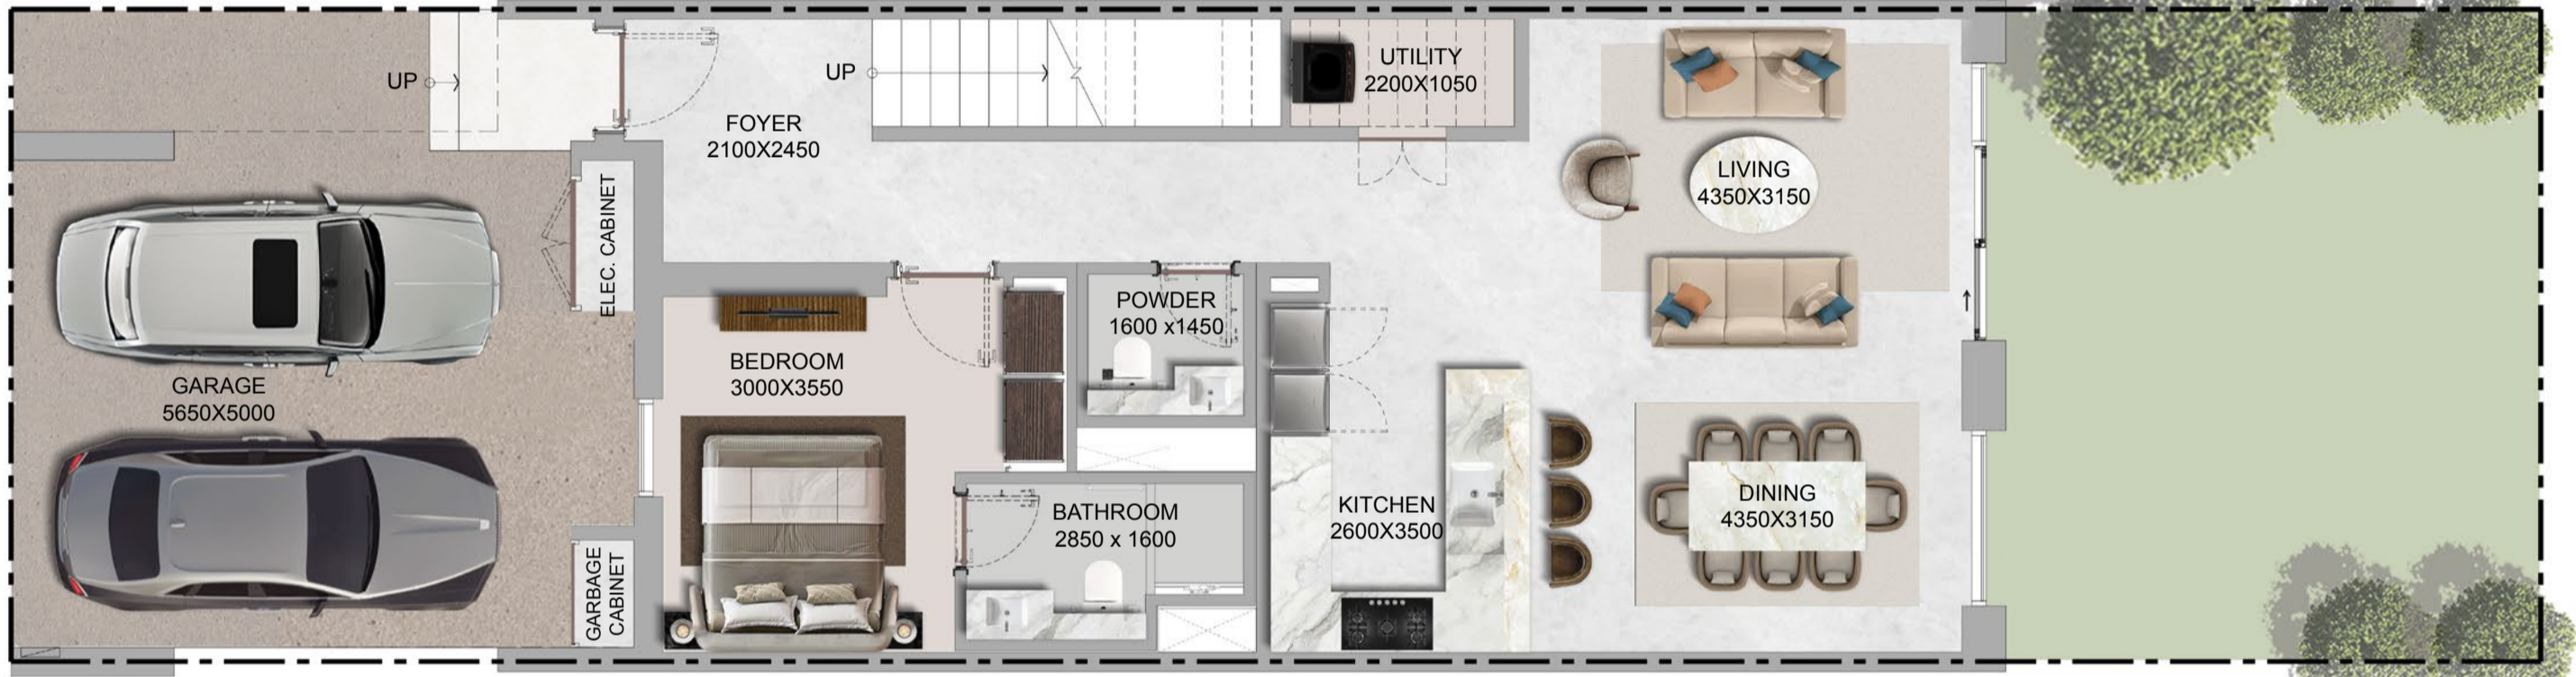 UP
FOYER
2100X2450
UP
UTILITY
2200X1050
LIVING
4350X3150
ELEC. CABINET
GARAGE
5650X5000
BEDROOM
3000X3550
POWDER
1600 x1450
GARBAGE
CABINET
BATHROOM
2850 x 1600
KITCHEN
2600X3500
DINING
4350X3150